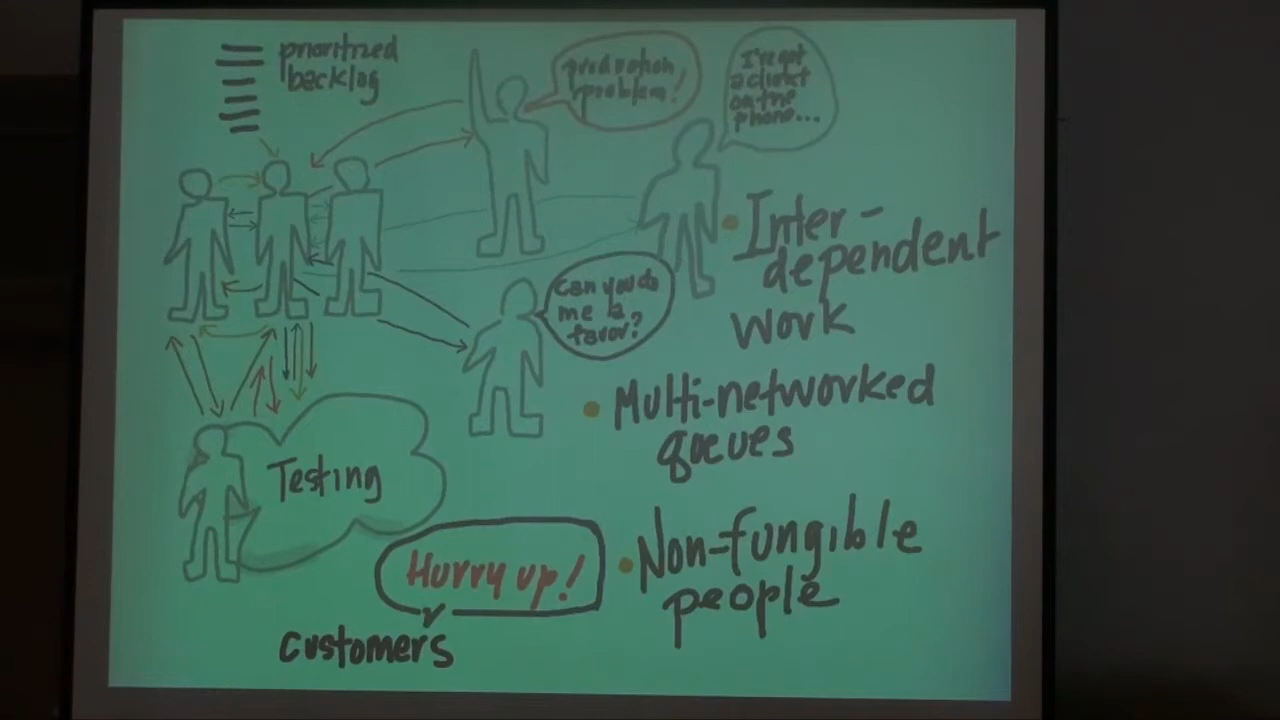 prioritized
backlog
production
problem!
I've got
a client
on the
phone...
Inter-
dependent
work
can you do
me a
favor?
Multi-networked
queues
Testing
Non-fungible
people
Hurry up!
customers